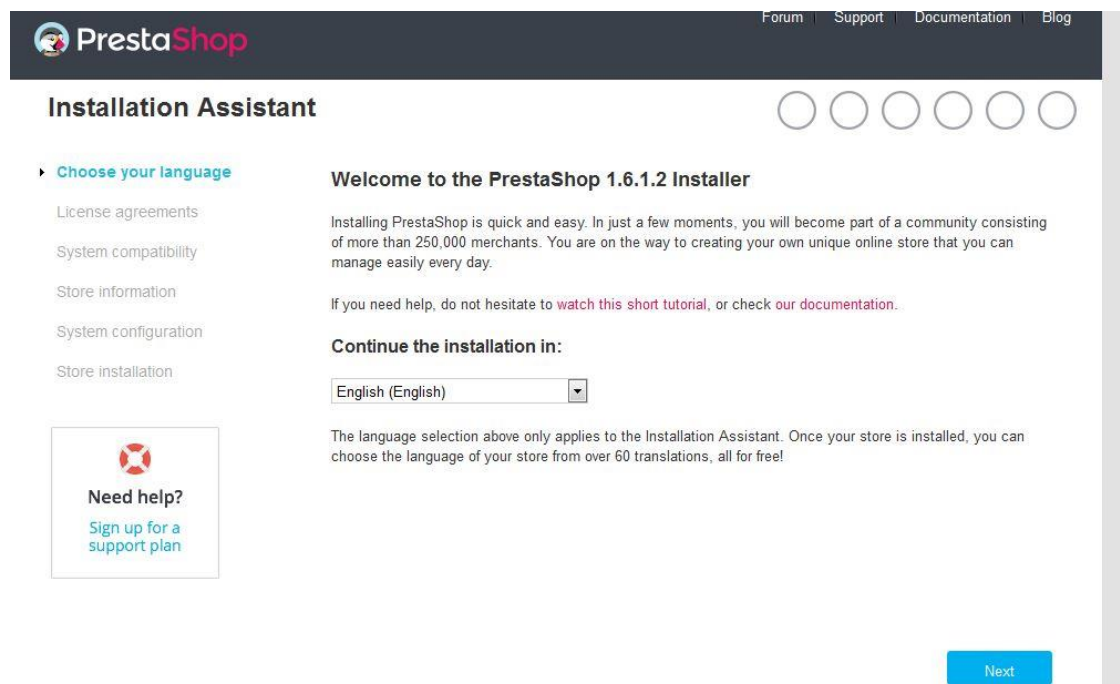 Forum | Support | Documentation | Blog
PrestaShop
Installation Assistant
Choose your language
License agreements
System compatibility
Store information
System configuration
Store installation
Need help?
Sign up for a
support plan
Welcome to the PrestaShop 1.6.1.2 Installer
Installing PrestaShop is quick and easy. In just a few moments, you will become part of a community consisting
of more than 250,000 merchants. You are on the way to creating your own unique online store that you can
manage easily every day.
If you need help, do not hesitate to watch this short tutorial, or check our documentation.
Continue the installation in:
English (English)
The language selection above only applies to the Installation Assistant. Once your store is installed, you can
choose the language of your store from over 60 translations, all for free!
Next